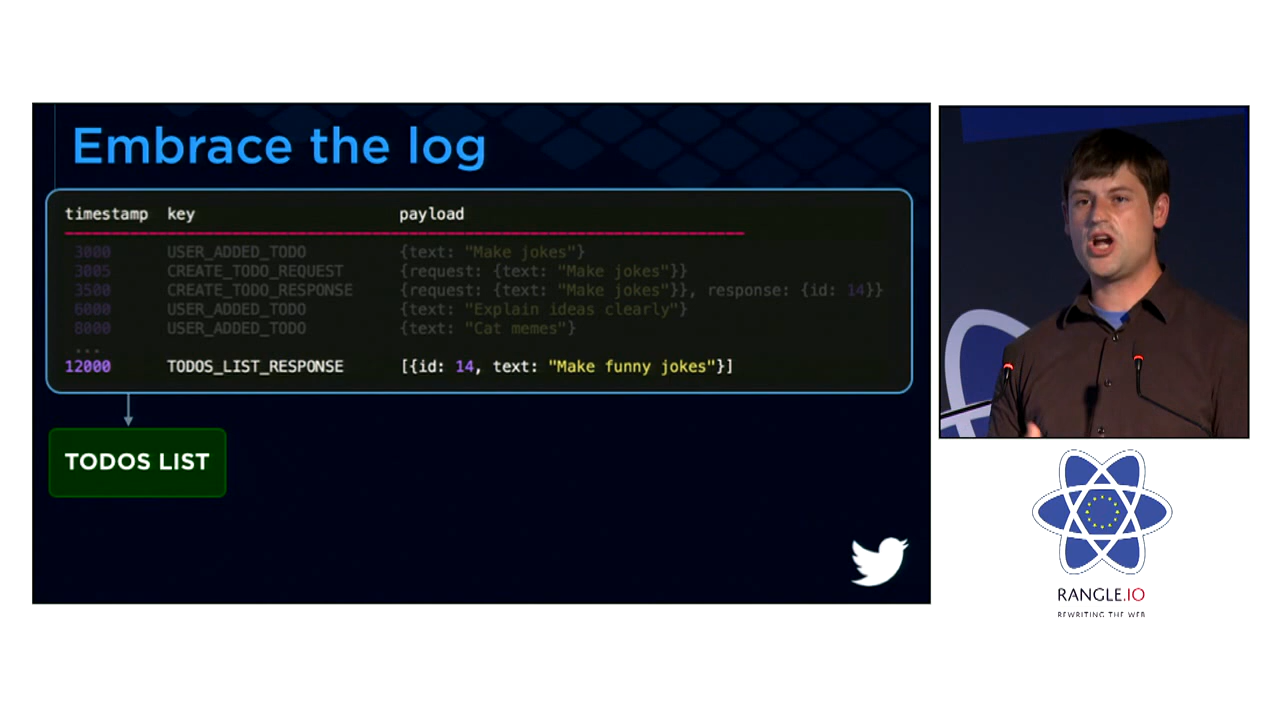 Embrace the log
timestamp key payload
3000 USER_ADDED_TODO {text: "Make jokes"}
3005 CREATE_TODO_REQUEST {request: {text: "Make jokes"}}
3500 CREATE_TODO_RESPONSE {request: {text: "Make jokes"}}, response: {id: 14}}
6000 USER_ADDED_TODO {text: "Explain ideas clearly"}
8000 USER_ADDED_TODO {text: "Cat memes"}
...
12000 TODOS_LIST_RESPONSE [{id: 14, text: "Make funny jokes"}]
TODOS LIST
RANGLE.IO
REWRITING THE WEB